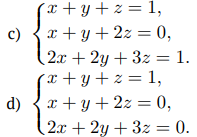 x + y + z = 1,
c) x + y + 2z = 0,
2x + 2y + 3z = 1.
x + y + z = 1,
d) x + y + 2z = 0,
2x + 2y + 3z = 0.